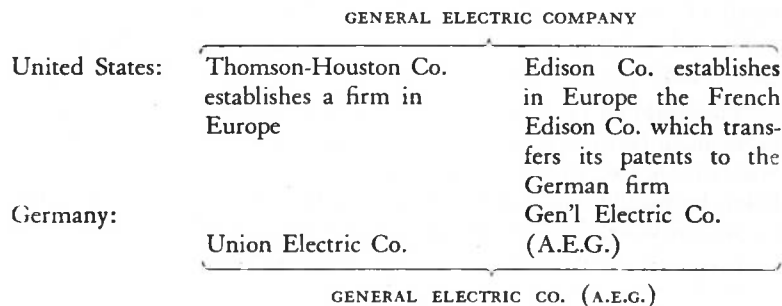 GENERAL ELECTRIC COMPANY
United States: Thomson-Houston Co. Edison Co. establishes
establishes a firm in in Europe the French
Europe Edison Co. which trans-
fers its patents to the
German firm
Germany: Gen'l Electric Co.
Union Electric Co. (A.E.G.)
GENERAL ELECTRIC CO. (A.E.G.)